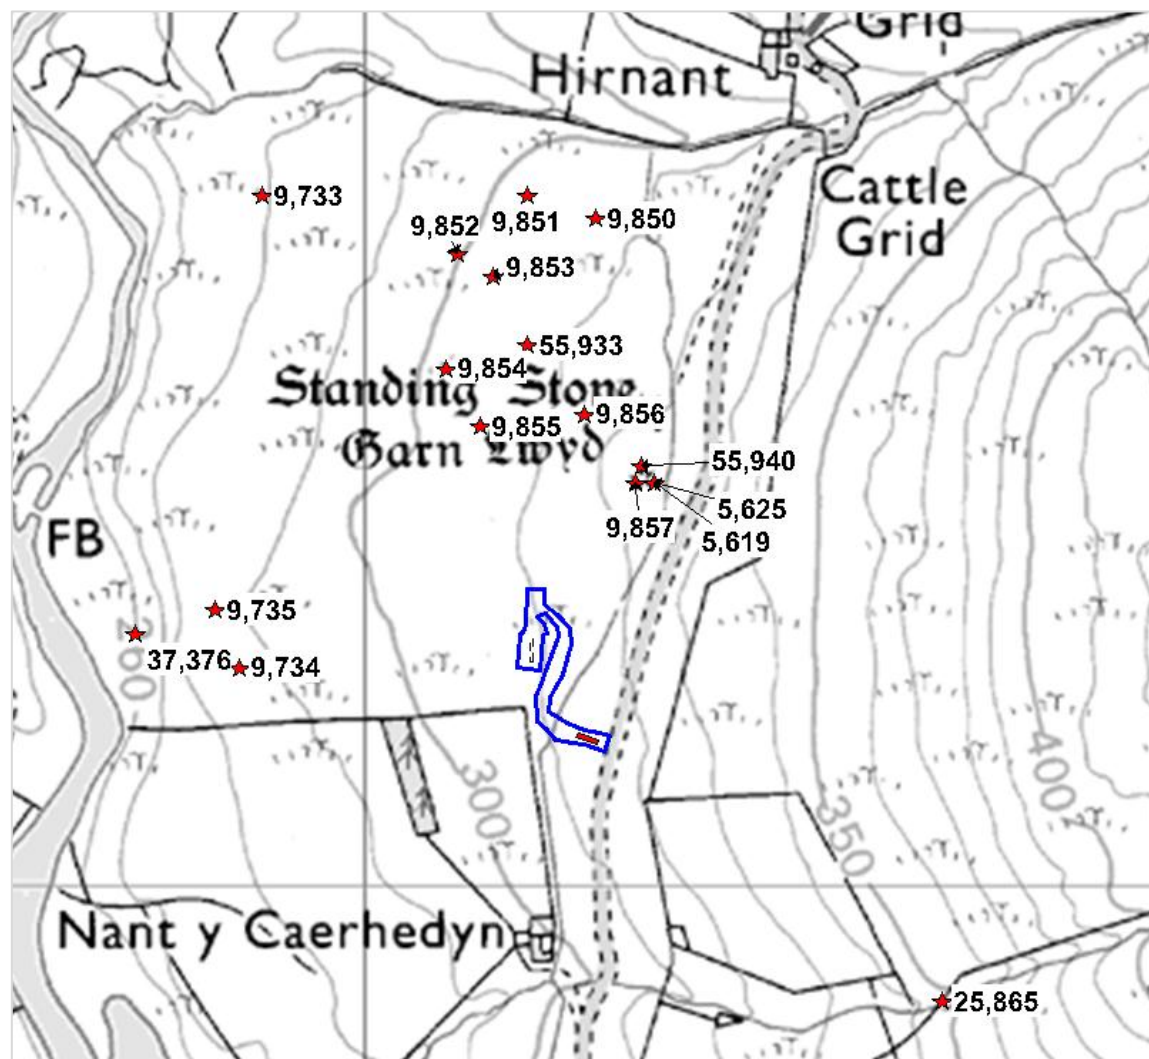 Grid
Hirnant
Cattle
Grid
9,733
9,851
9,850
9,852
9,853
55,933
9,854
Standing Stone
9,856
9,855
Garn Lwyd
55,940
5,625
9,857
5,619
FB
9,735
260
37,376
9,734
300
350
400
Nant y Caerhedyn
25,865